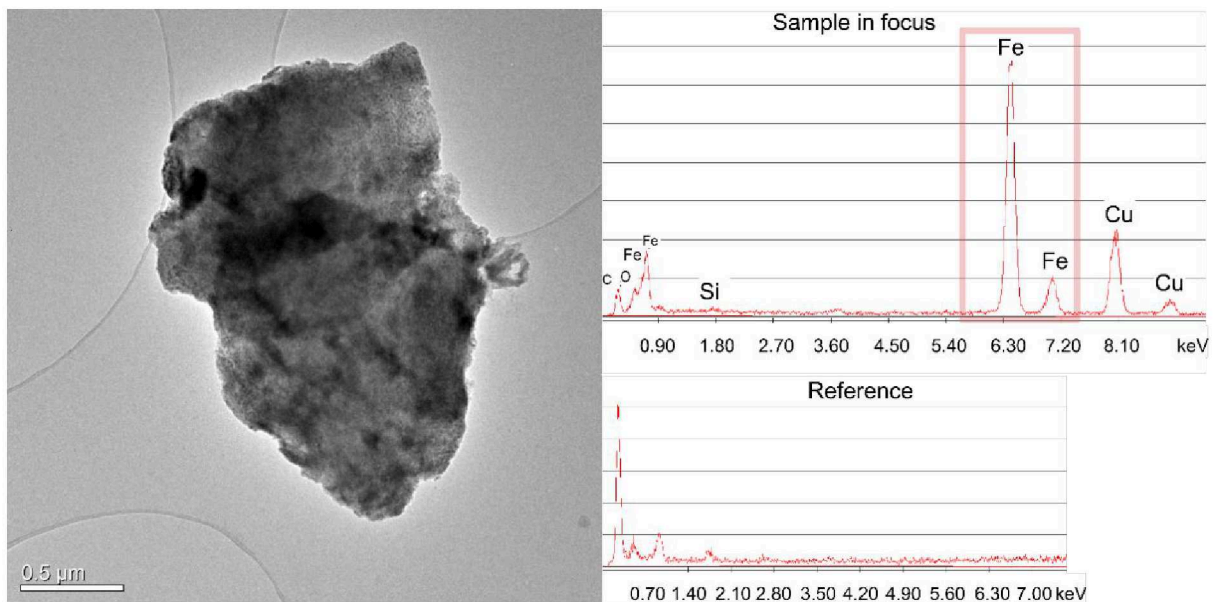 Sample in focus
Fe
Fe
Fe
C
O
Si
Fe
Cu
Cu
0.90 1.80 2.70 3.60 4.50 5.40 6.30 7.20 8.10 keV
Reference
0.70 1.40 2.10 2.80 3.50 4.20 4.90 5.60 6.30 7.00 keV
0.5 µm